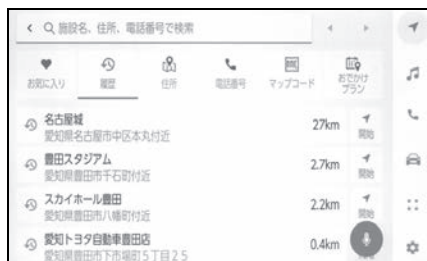 施設名、住所、電話番号で検索
お気に入り
履歴
住所
電話番号
マップコード
おでかけ
プラン
名古屋城
愛知県名古屋市中区本丸付近
27km
開始
豊田スタジアム
愛知県豊田市千石町付近
2.7km
開始
スカイホール豊田
愛知県豊田市八幡町付近
2.2km
開始
愛知トヨタ自動車豊田店
愛知県豊田市下市場町5丁目25
0.4km